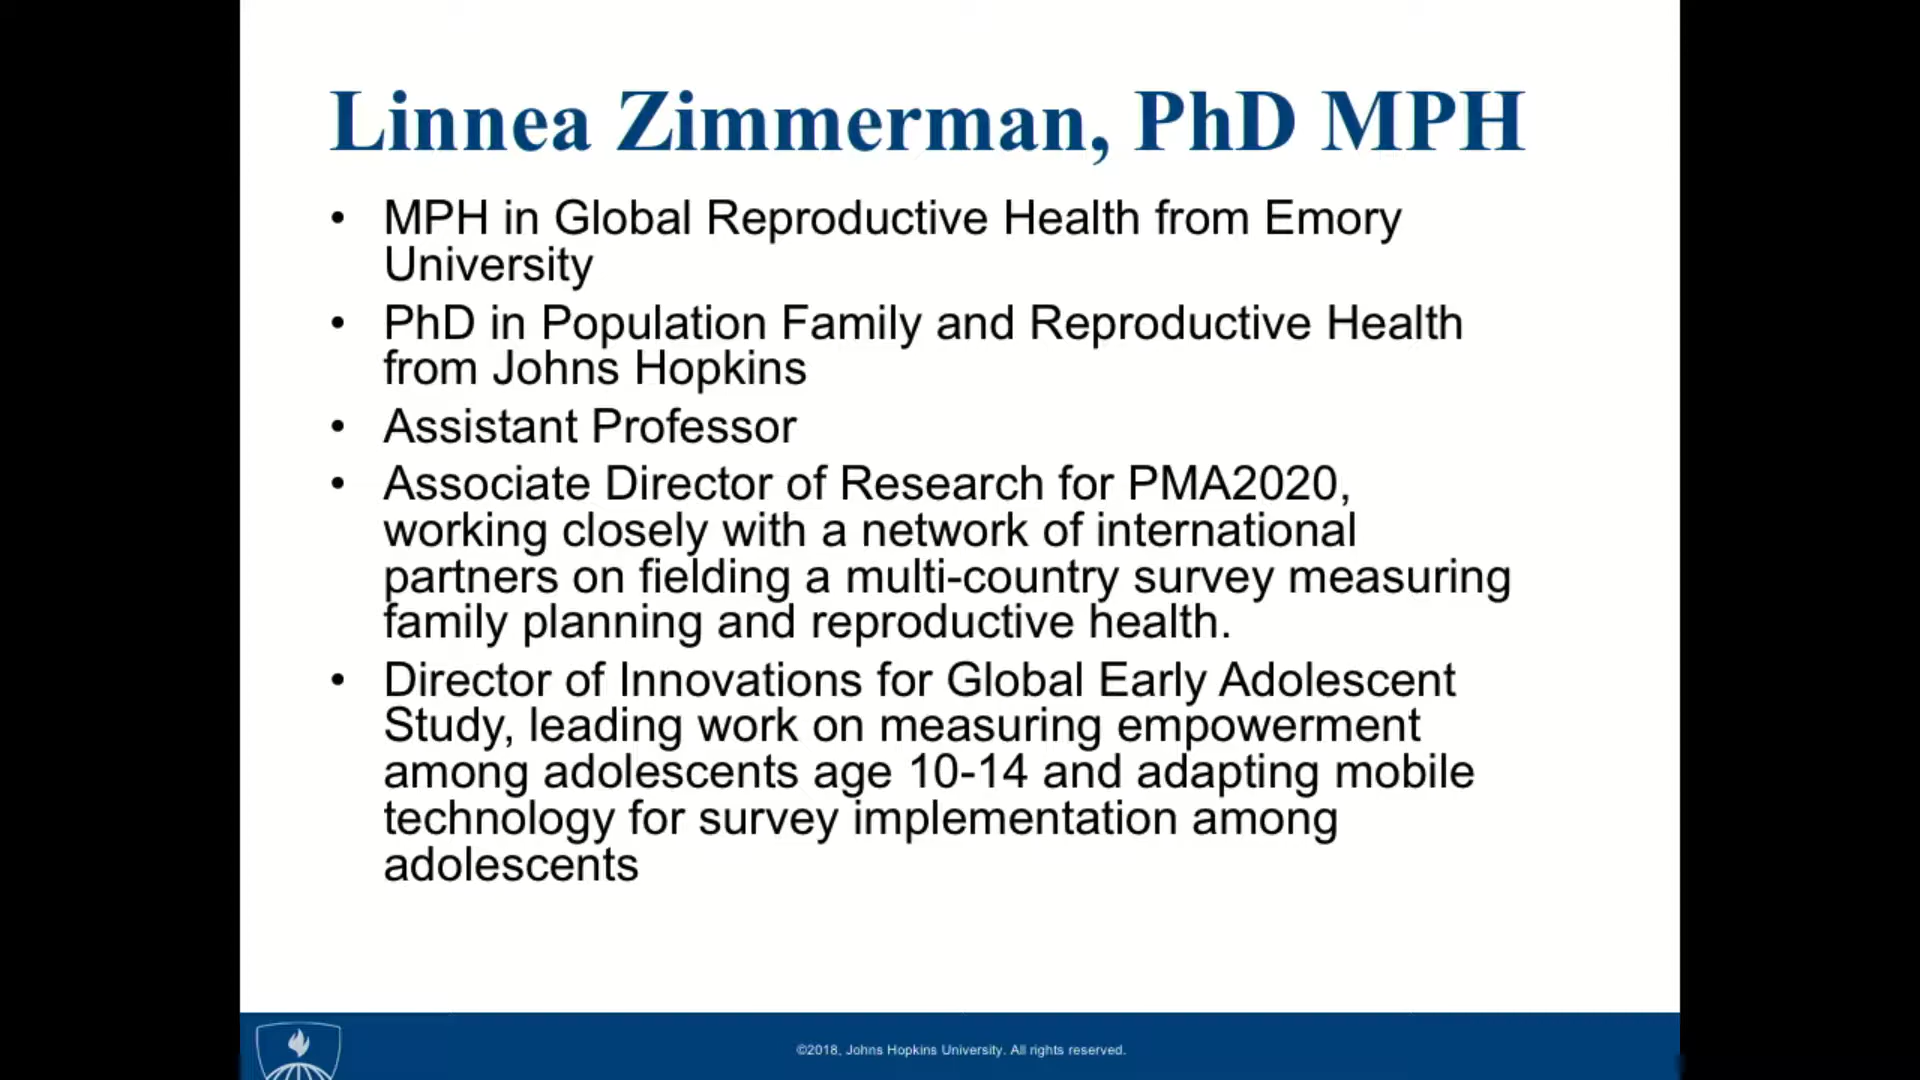 Linnea Zimmerman, PhD MPH
• MPH in Global Reproductive Health from Emory
University
• PhD in Population Family and Reproductive Health
from Johns Hopkins
• Assistant Professor
• Associate Director of Research for PMA2020,
working closely with a network of international
partners on fielding a multi-country survey measuring
family planning and reproductive health.
• Director of Innovations for Global Early Adolescent
Study, leading work on measuring empowerment
among adolescents age 10-14 and adapting mobile
technology for survey implementation among
adolescents
©2018, Johns Hopkins University. All rights reserved.